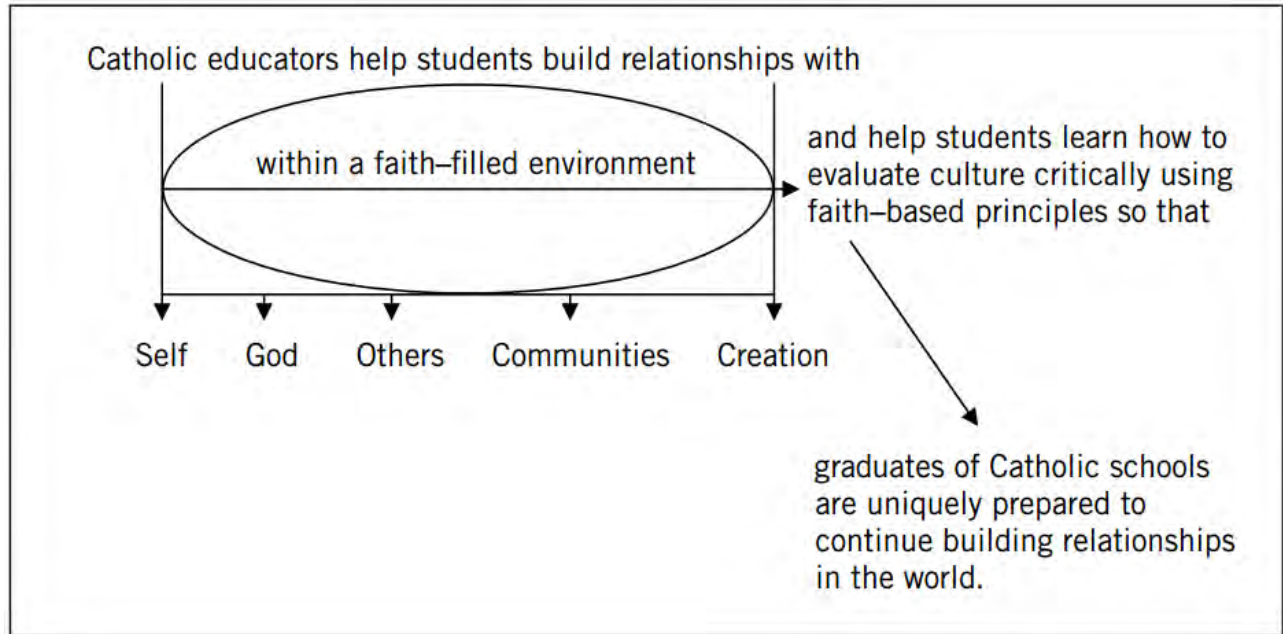 Catholic educators help students build relationships with
within a faith–filled environment
Self God Others Communities Creation
and help students learn how to
evaluate culture critically using
faith–based principles so that
graduates of Catholic schools
are uniquely prepared to
continue building relationships
in the world.